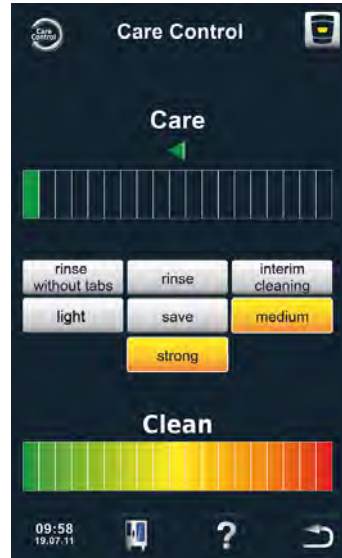 Care
Control
Care Control
Care
rinse
without tabs
rinse
interim
cleaning
light
save
medium
strong
Clean
09:58
19.07.11
?